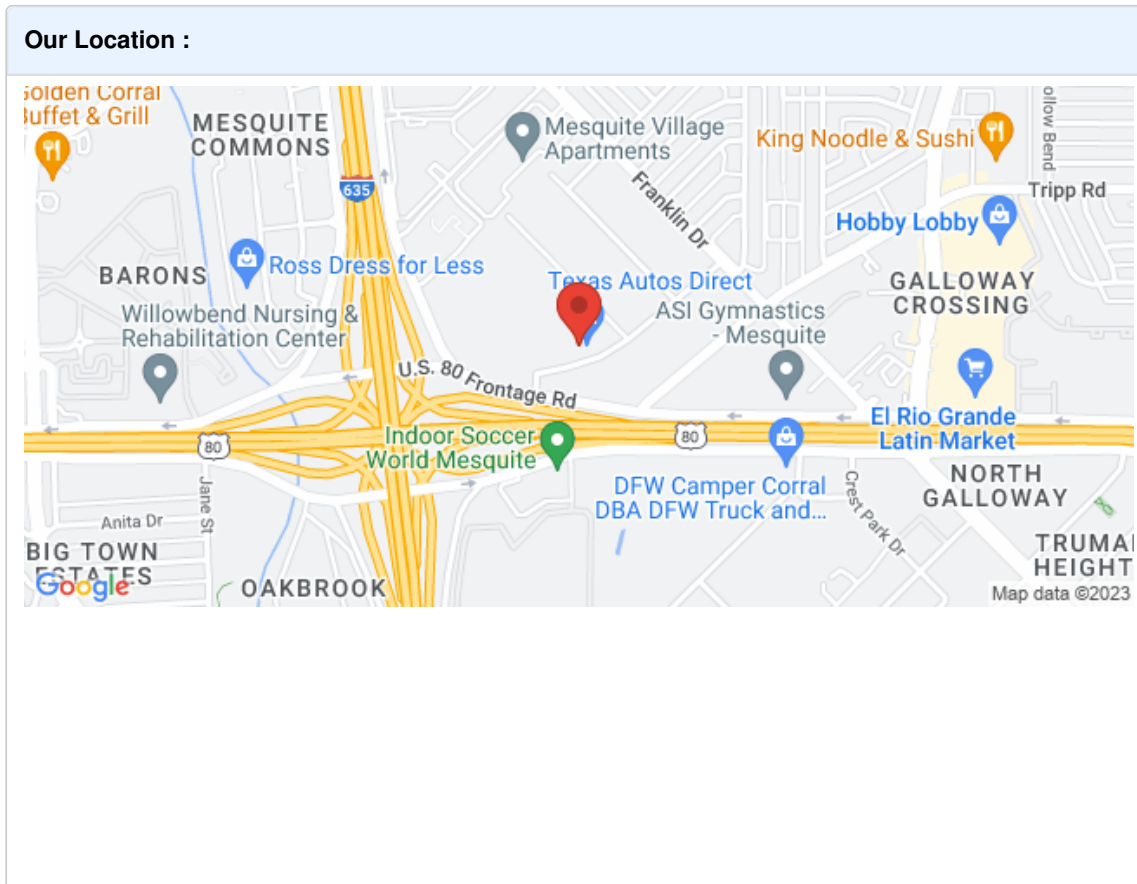 Our Location :
Golden Corral
Buffet & Grill
MESQUITE
COMMONS
Mesquite Village
Apartments
King Noodle & Sushi
ollow Bend
635
Franklin Dr
Tripp Rd
Hobby Lobby
BARONS
Ross Dress for Less
Texas Autos Direct
GALLOWAY
CROSSING
Willowbend Nursing &
Rehabilitation Center
ASI Gymnastics
- Mesquite
U.S. 80 Frontage Rd
El Rio Grande
Latin Market
80
Indoor Soccer
World Mesquite
80
DFW Camper Corral
DBA DFW Truck and...
NORTH
GALLOWAY
Jane St
Crest Park Dr
Anita Dr
BIG TOWN
ESTATES
OAKBROOK
TRUMA
HEIGHT
Google
Map data ©2023